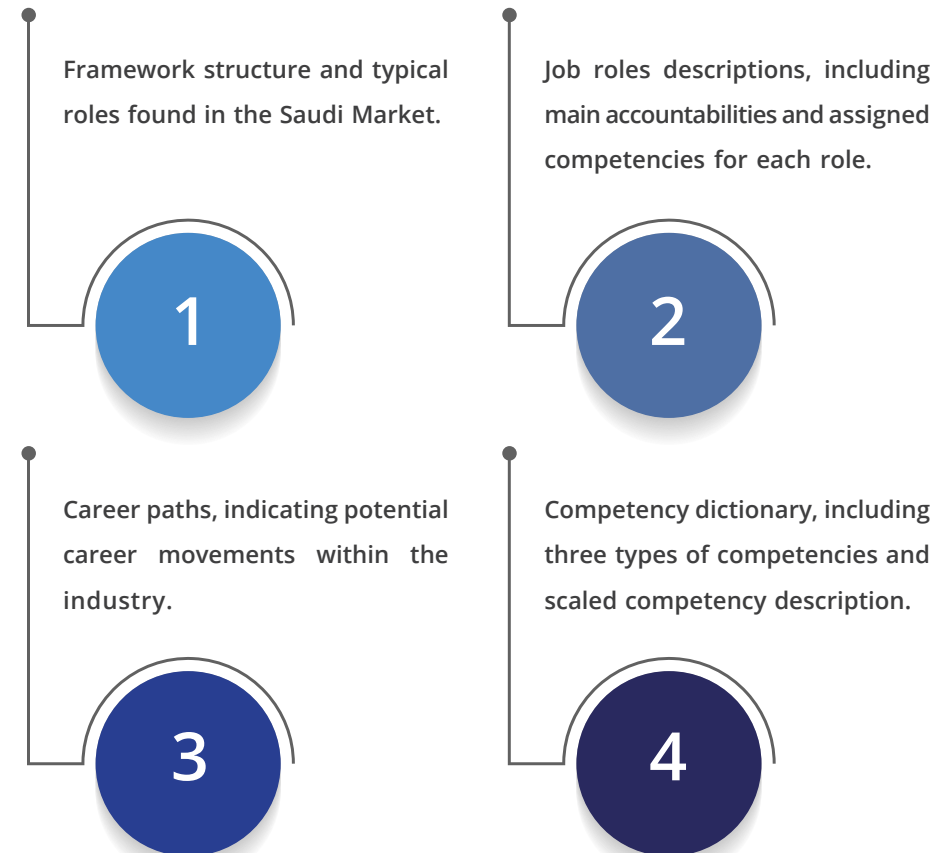 Framework structure and typical
roles found in the Saudi Market.
1
Job roles descriptions, including
main accountabilities and assigned
competencies for each role.
2
Career paths, indicating potential
career movements within the
industry.
3
Competency dictionary, including
three types of competencies and
scaled competency description.
4